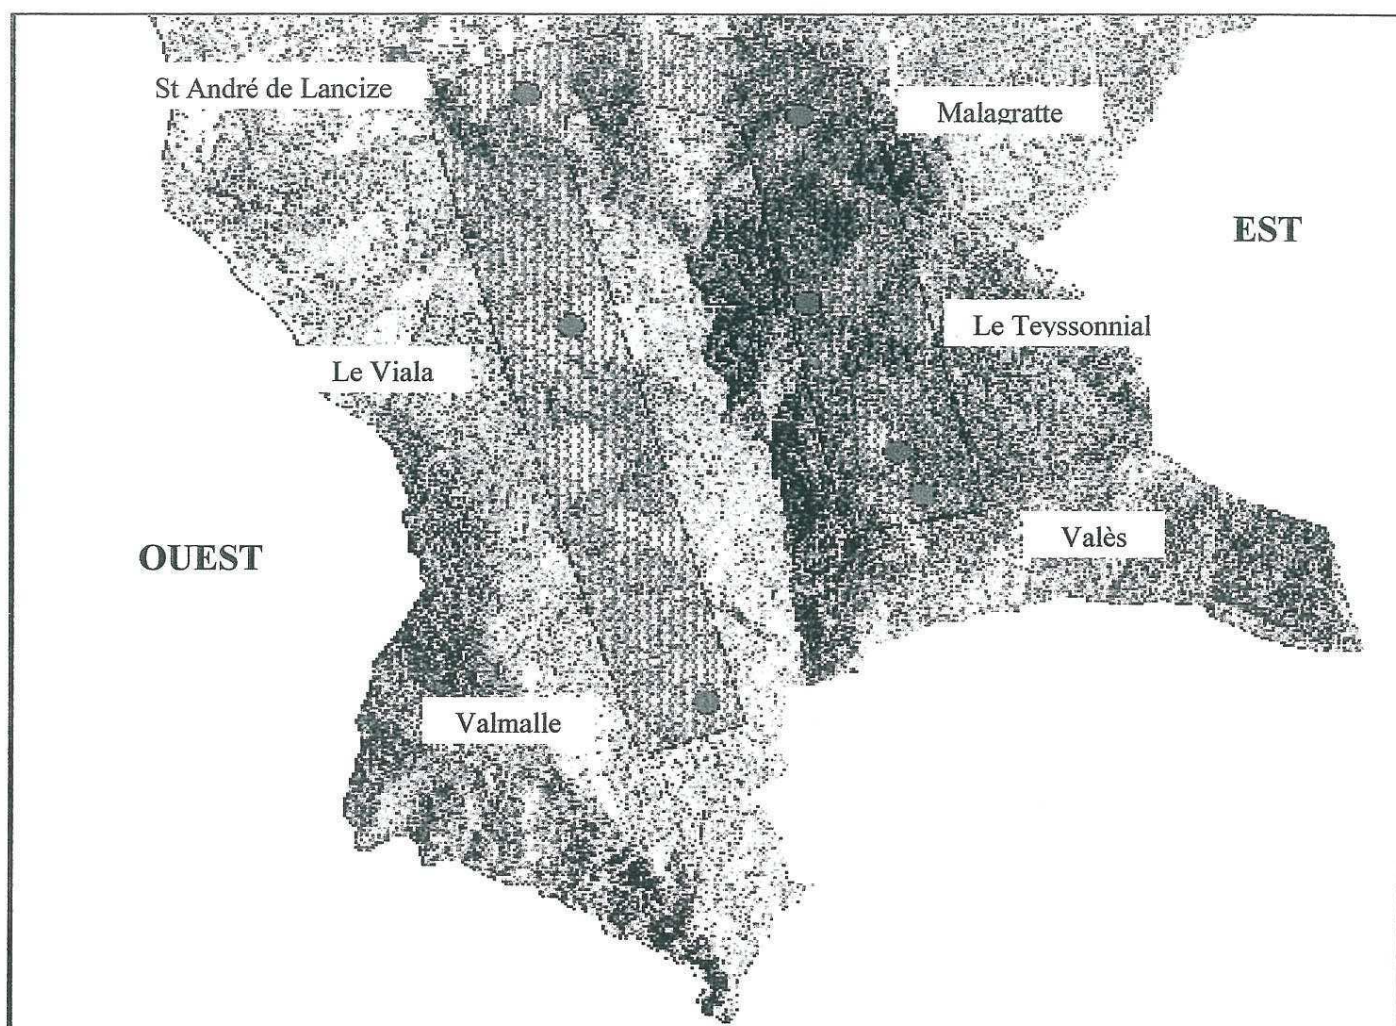 St André de Lancize
Malagratte
EST
Le Teyssonnial
Le Viala
Valès
OUEST
Valmalle